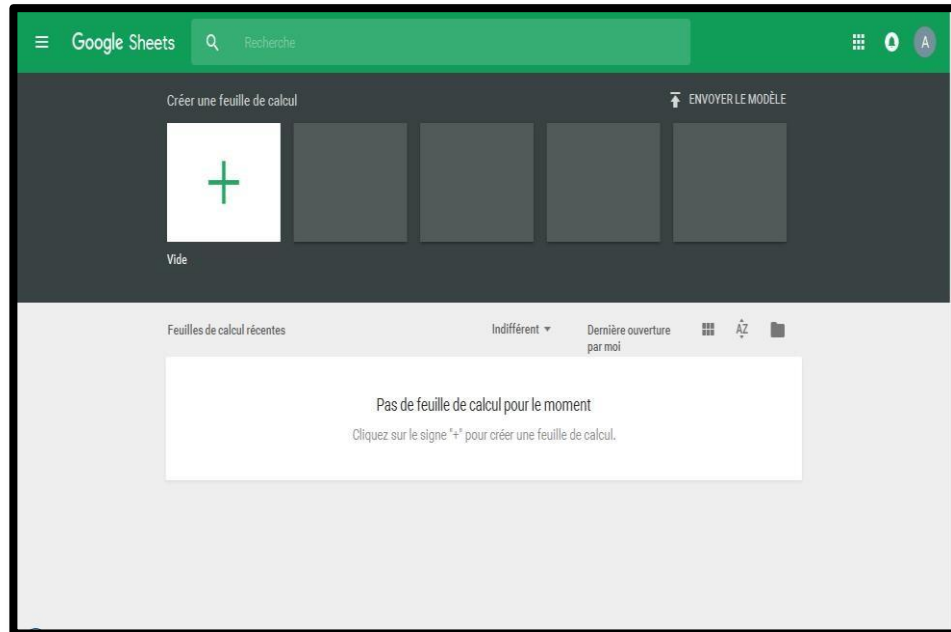 Google Sheets
Recherche
A
Créer une feuille de calcul
ENVOYER LE MODÈLE
Vide
Feuilles de calcul récentes
Indifférent
Dernière ouverture
par moi
AZ
Pas de feuille de calcul pour le moment
Cliquez sur le signe "+" pour créer une feuille de calcul.